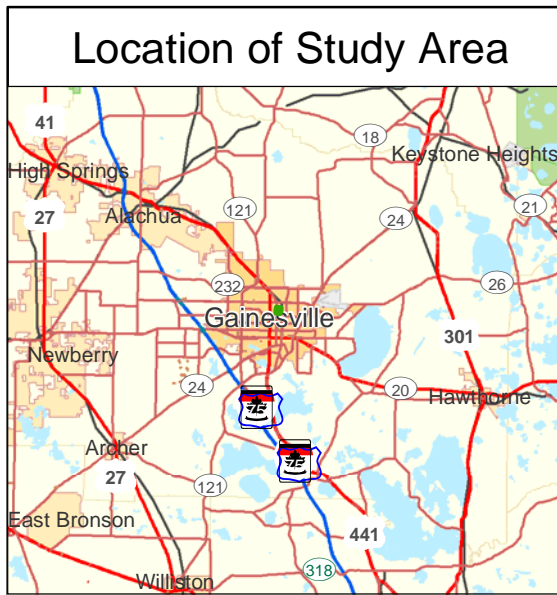 Location of Study Area
41
18
High Springs
Keystone Heights
27
Alachua
121
24
21
232
26
Gainesville
301
Newberry
24
20
Hawthorne
Archer
27
121
East Bronson
441
318
Williston